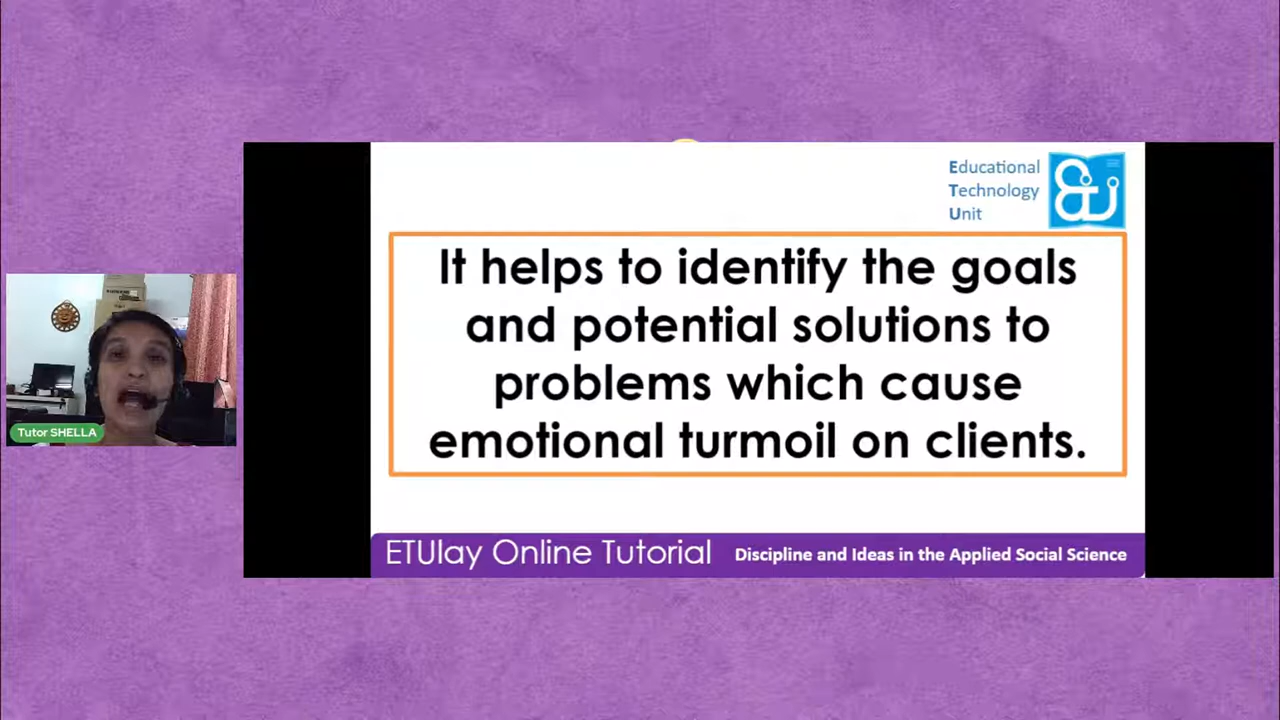 Educational
Technology
Unit
It helps to identify the goals
and potential solutions to
problems which cause
emotional turmoil on clients.
Tutor SHELLA
ETUlay Online Tutorial
Discipline and Ideas in the Applied Social Science